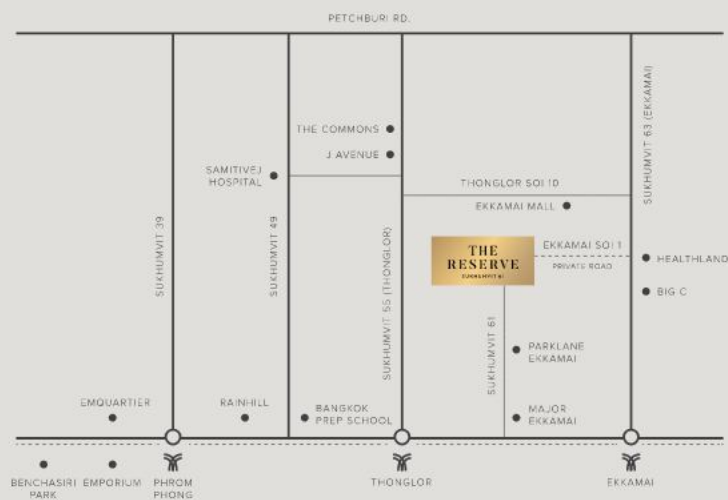 PETCHBURI RD.
SUKHUMVIT 63 (EKKAMAI)
THE COMMONS
J AVENUE
SAMITIVEJ
HOSPITAL
THONGLOR SOI 10
EKKAMAI MALL
SUKHUMVIT 39
SUKHUMVIT 49
SUKHUMVIT 55 (THONGLOR)
THE
RESERVE
SUKHUMVIT 61
EKKAMAI SOI 1
PRIVATE ROAD
HEALTHLAND
BIG C
SUKHUMVIT 61
PARKLANE
EKKAMAI
EMQUARTIER
RAINHILL
BANGKOK
PREP SCHOOL
MAJOR
EKKAMAI
BENCHASIRI
PARK
EMPORIUM
PHROM
PHONG
THONGLOR
EKKAMAI